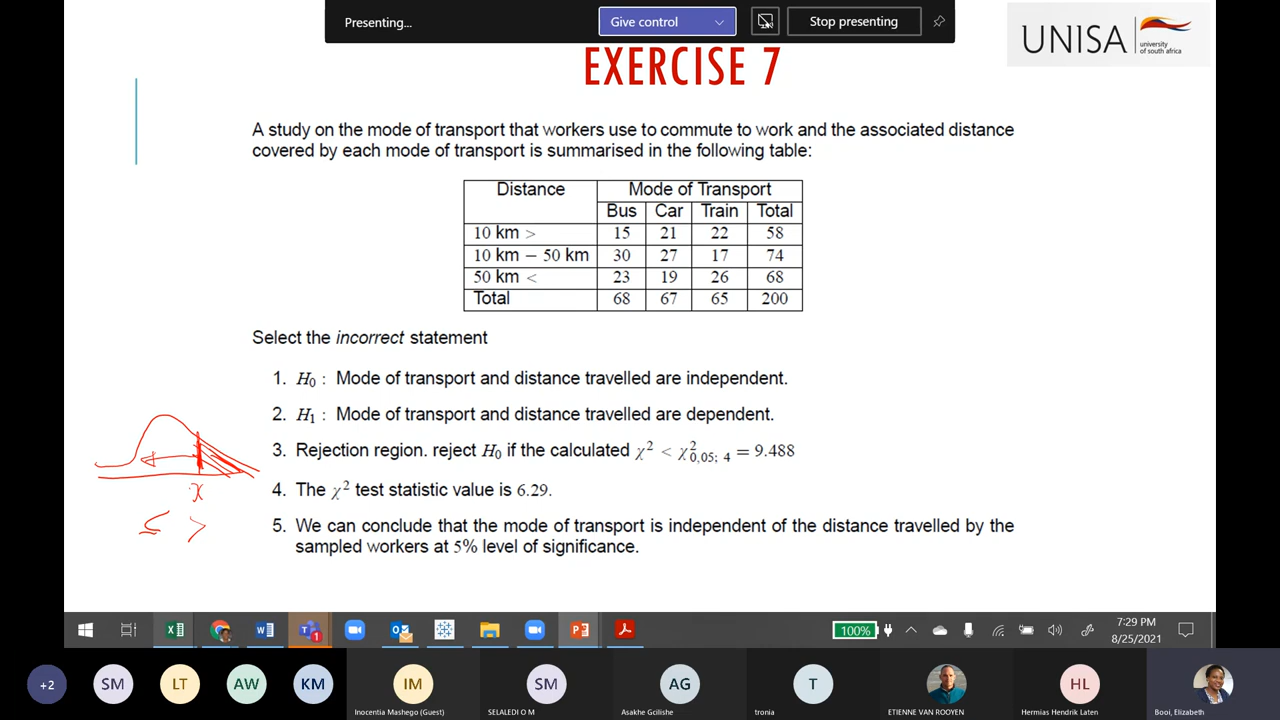 Presenting...
Give control
Stop presenting
UNISA
university
of south africa
EXERCISE 7
A study on the mode of transport that workers use to commute to work and the associated distance
covered by each mode of transport is summarised in the following table:
Distance Mode of Transport
Bus Car Train Total
10 km > 15 21 22 58
10 km – 50 km 30 27 17 74
50 km < 23 19 26 68
Total 68 67 65 200
Select the incorrect statement
1. H₀ : Mode of transport and distance travelled are independent.
2. H₁ : Mode of transport and distance travelled are dependent.
3. Rejection region. reject H₀ if the calculated χ² < χ²0,05; 4 = 9.488
4. The χ² test statistic value is 6.29.
5. We can conclude that the mode of transport is independent of the distance travelled by the
sampled workers at 5% level of significance.
x
≤ >
100%
7:29 PM
8/25/2021
+2 SM LT AW KM IM SM AG T HL
Inocentia Mashego (Guest) SELALEDI O M Asakhe Gcilishe tronia ETIENNE VAN ROOYEN Hermias Hendrik Laten Booi, Elizabeth